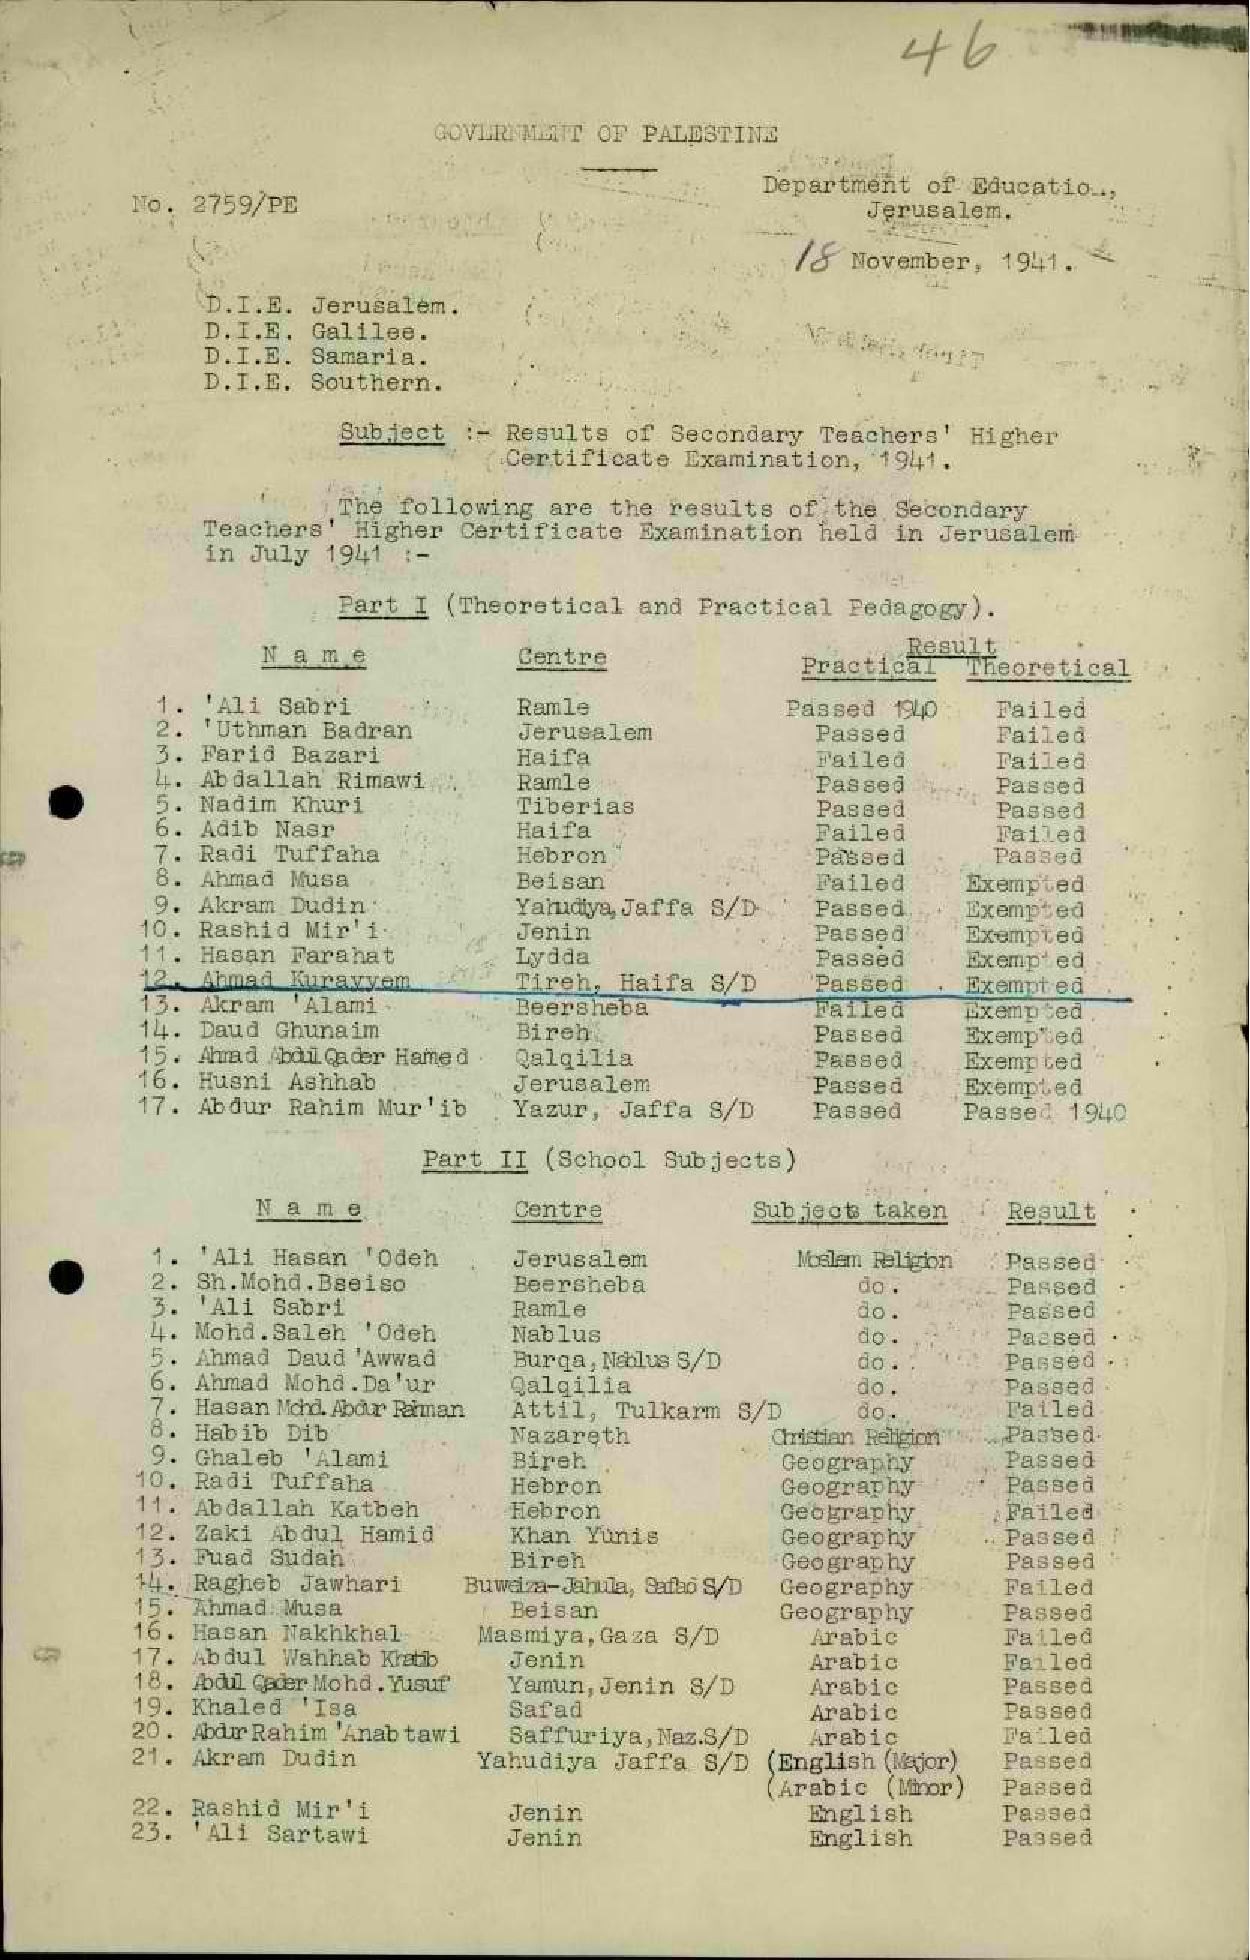 46
GOVERNMENT OF PALESTINE
No. 2759/PE
Department of Educatio..,
Jerusalem.
18 November, 1941.
D.I.E. Jerusalem.
D.I.E. Galilee.
D.I.E. Samaria.
D.I.E. Southern.
Subject :- Results of Secondary Teachers' Higher
Certificate Examination, 1941.
The following are the results of the Secondary
Teachers' Higher Certificate Examination held in Jerusalem
in July 1941 :-
Part I (Theoretical and Practical Pedagogy).
Result
N a m e Centre Practical Theoretical
1. 'Ali Sabri Ramle Passed 1940 Failed
2. 'Uthman Badran Jerusalem Passed Failed
3. Farid Bazari Haifa Failed Failed
4. Abdallah Rimawi Ramle Passed Passed
5. Nadim Khuri Tiberias Passed Passed
6. Adib Nasr Haifa Failed Failed
7. Radi Tuffaha Hebron Passed Passed
8. Ahmad Musa Beisan Failed Exempted
9. Akram Dudin Yahudiya, Jaffa S/D Passed Exempted
10. Rashid Mir'i Jenin Passed Exempted
11. Hasan Farahat Lydda Passed Exempted
12. Ahmad Kurayyem Tireh, Haifa S/D Passed Exempted
13. Akram 'Alami Beersheba Failed Exempted
14. Daud Ghunaim Bireh Passed Exempted
15. Ahmad Abdul Qader Hamed Qalqilia Passed Exempted
16. Husni Ashhab Jerusalem Passed Exempted
17. Abdur Rahim Mur'ib Yazur, Jaffa S/D Passed Passed 1940
Part II (School Subjects)
N a m e Centre Subjects taken Result
1. 'Ali Hasan 'Odeh Jerusalem Moslem Religion Passed
2. Sh.Mohd.Bseiso Beersheba do. Passed
3. 'Ali Sabri Ramle do. Passed
4. Mohd.Saleh 'Odeh Nablus do. Passed
5. Ahmad Daud 'Awwad Burqa, Nablus S/D do. Passed
6. Ahmad Mohd.Da'ur Qalqilia do. Passed
7. Hasan Mohd. Abdur Rahman Attil, Tulkarm S/D do. Failed
8. Habib Dib Nazareth Christian Religion Passed
9. Ghaleb 'Alami Bireh Geography Passed
10. Radi Tuffaha Hebron Geography Passed
11. Abdallah Katbeh Hebron Geography Failed
12. Zaki Abdul Hamid Khan Yunis Geography Passed
13. Fuad Sudah Bireh Geography Passed
14. Ragheb Jawhari Buweiza-Jahula, Safad S/D Geography Failed
15. Ahmad Musa Beisan Geography Passed
16. Hasan Nakhkhal Masmiya, Gaza S/D Arabic Failed
17. Abdul Wahhab Khatib Jenin Arabic Failed
18. Abdul Qader Mohd.Yusuf Yamun, Jenin S/D Arabic Passed
19. Khaled 'Isa Safad Arabic Passed
20. Abdur Rahim 'Anabtawi Saffuriya, Naz.S/D Arabic Failed
21. Akram Dudin Yahudiya Jaffa S/D (English (Major) Passed
(Arabic (Minor) Passed
22. Rashid Mir'i Jenin English Passed
23. 'Ali Sartawi Jenin English Passed